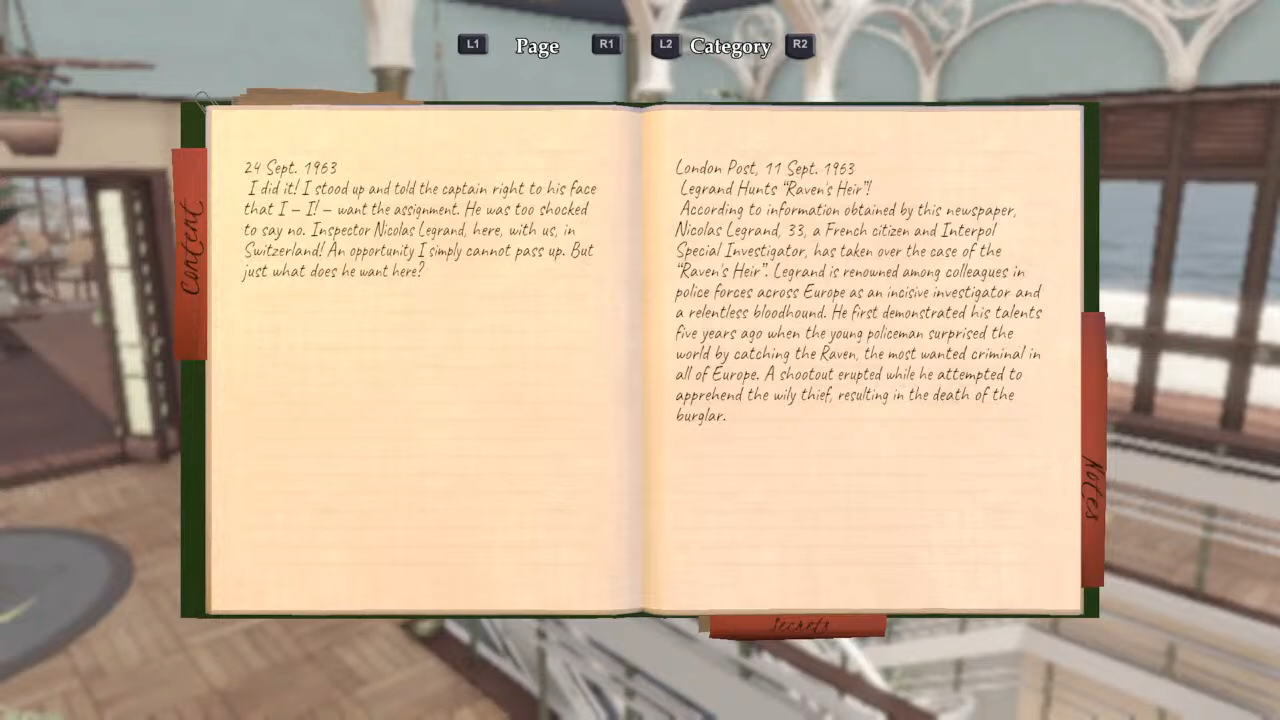 L1 Page R1 L2 Category R2
content
24 Sept. 1963
I did it! I stood up and told the captain right to his face
that I – I! – want the assignment. He was too shocked
to say no. Inspector Nicolas Legrand, here, with us, in
Switzerland! An opportunity I simply cannot pass up. But
just what does he want here?
London Post, 11 Sept. 1963
Legrand Hunts "Raven's Heir"!
According to information obtained by this newspaper,
Nicolas Legrand, 33, a French citizen and Interpol
Special Investigator, has taken over the case of the
"Raven's Heir". Legrand is renowned among colleagues in
police forces across Europe as an incisive investigator and
a relentless bloodhound. He first demonstrated his talents
five years ago when the young policeman surprised the
world by catching the Raven, the most wanted criminal in
all of Europe. A shootout erupted while he attempted to
apprehend the wily thief, resulting in the death of the
burglar.
Notes
Secrets